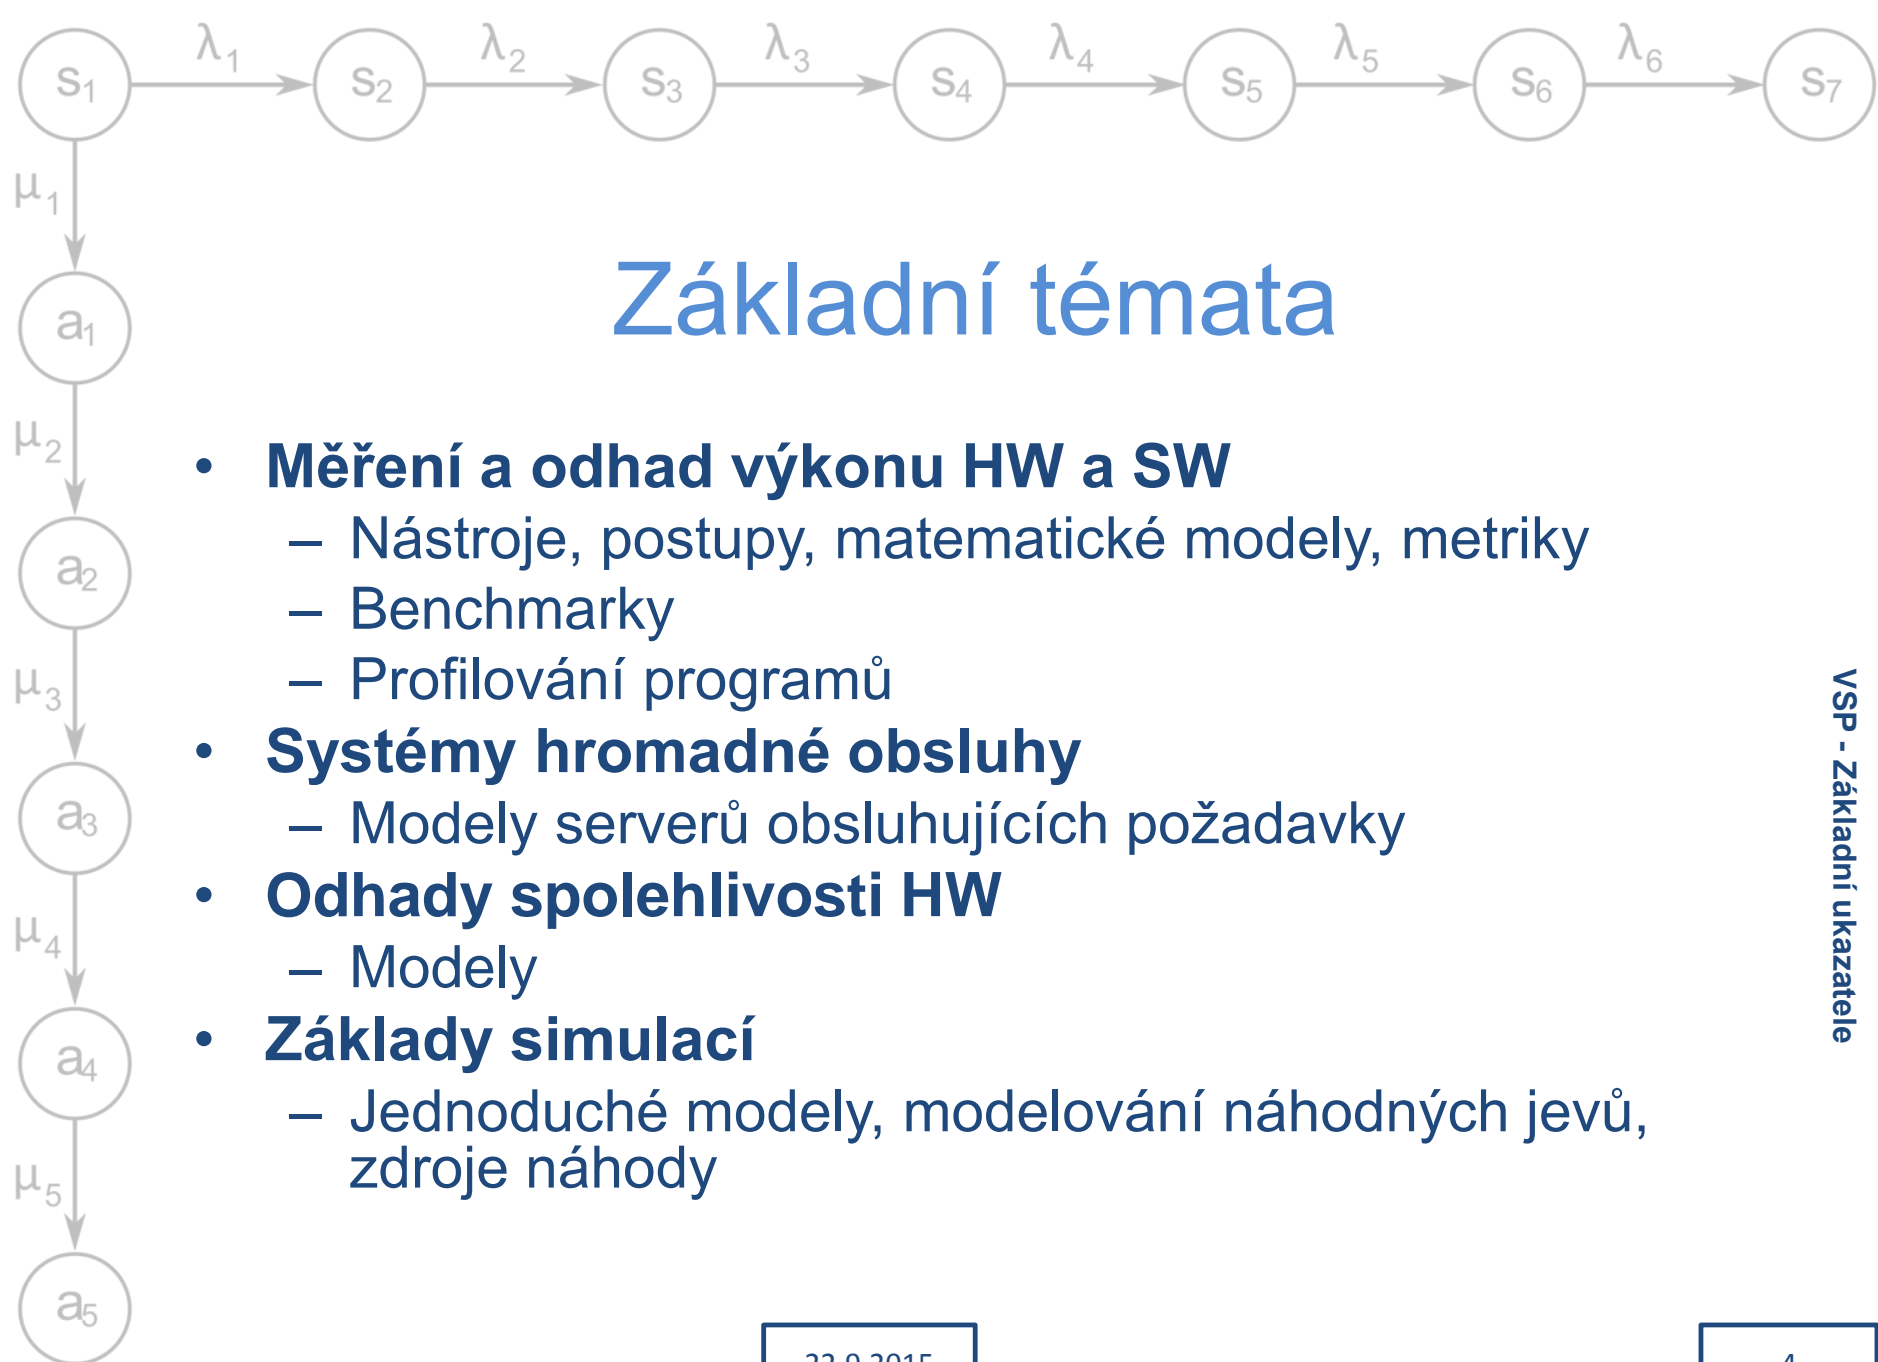 s1 λ1 s2 λ2 s3 λ3 s4 λ4 s5 λ5 s6 λ6 s7
μ1
a1
μ2
a2
μ3
a3
μ4
a4
μ5
a5
Základní témata
• Měření a odhad výkonu HW a SW
– Nástroje, postupy, matematické modely, metriky
– Benchmarky
– Profilování programů
• Systémy hromadné obsluhy
– Modely serverů obsluhujících požadavky
• Odhady spolehlivosti HW
– Modely
• Základy simulací
– Jednoduché modely, modelování náhodných jevů,
zdroje náhody
VSP - Základní ukazatele
4